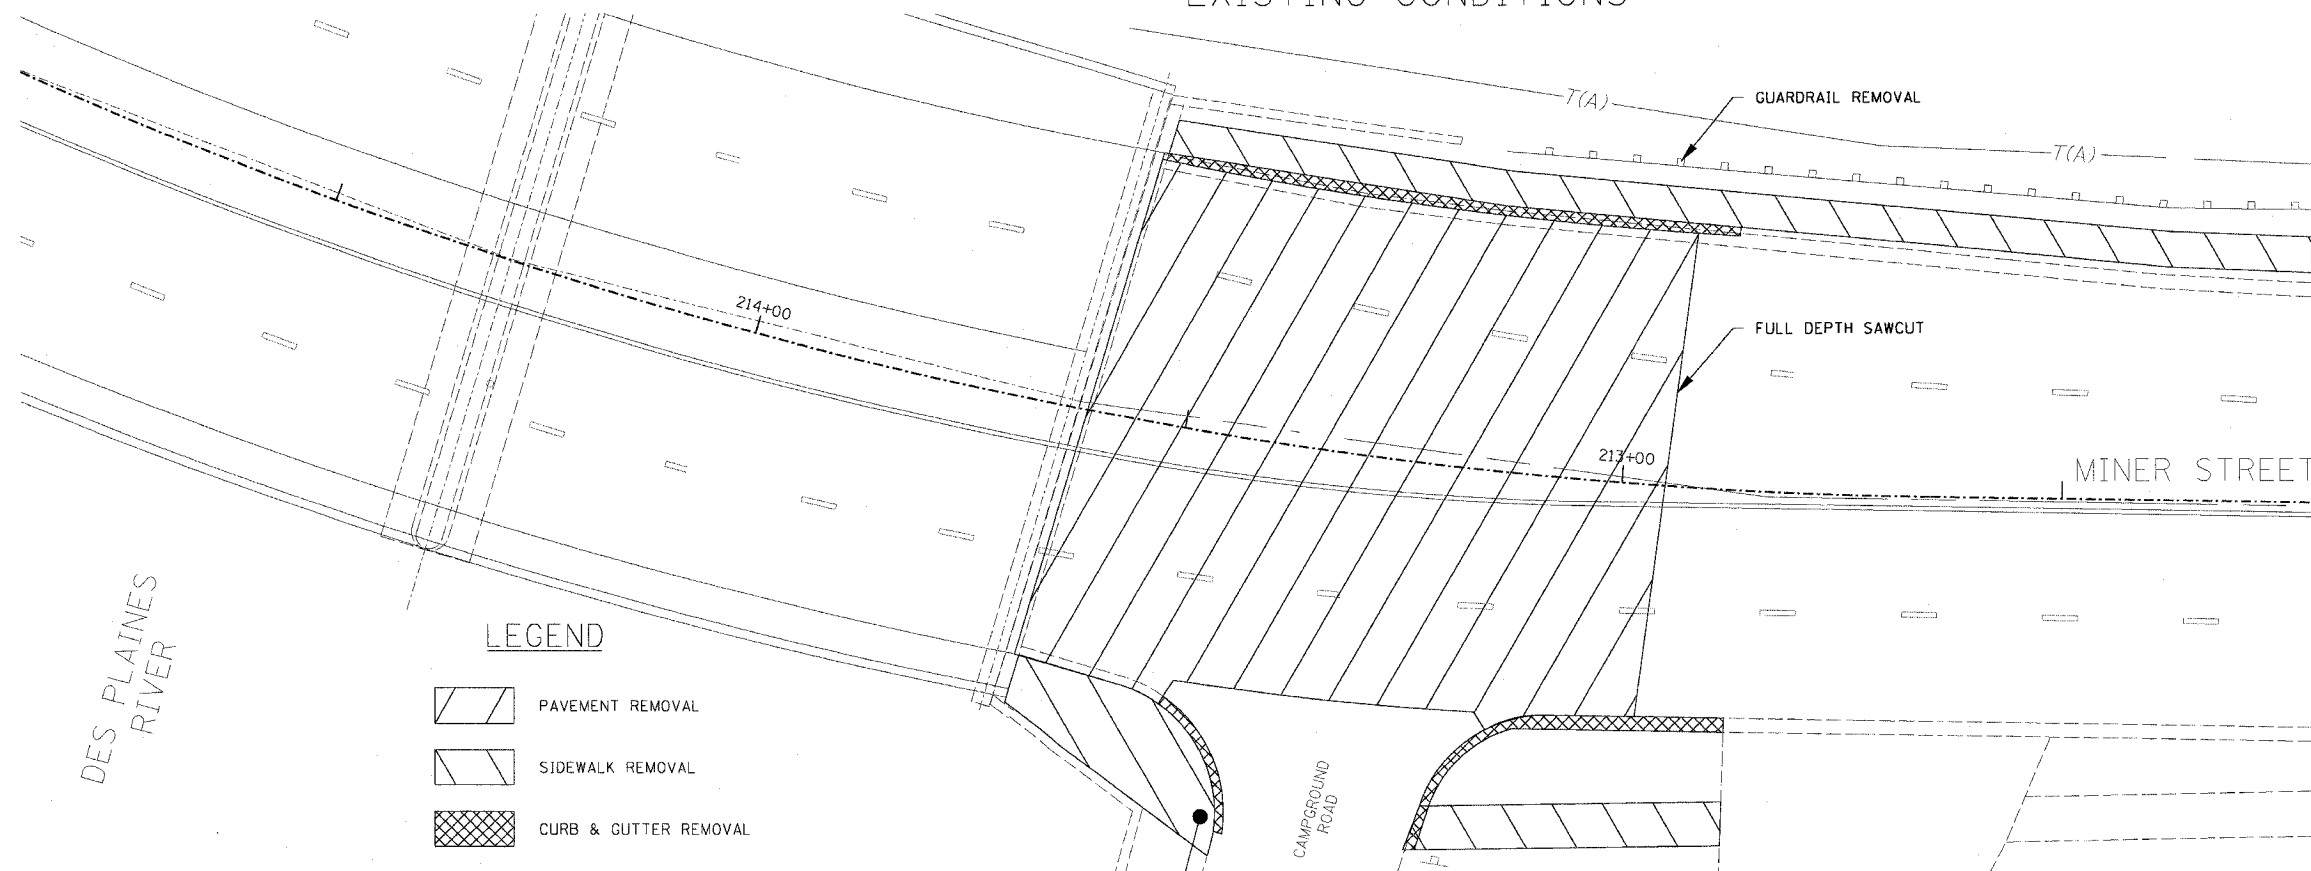 EXISTING CONDITIONS
T(A)
GUARDRAIL REMOVAL
T(A)
214+00
FULL DEPTH SAWCUT
213+00
MINER STREET
DES PLAINES
RIVER
LEGEND
PAVEMENT REMOVAL
SIDEWALK REMOVAL
CURB & GUTTER REMOVAL
CAMPGROUND
ROAD